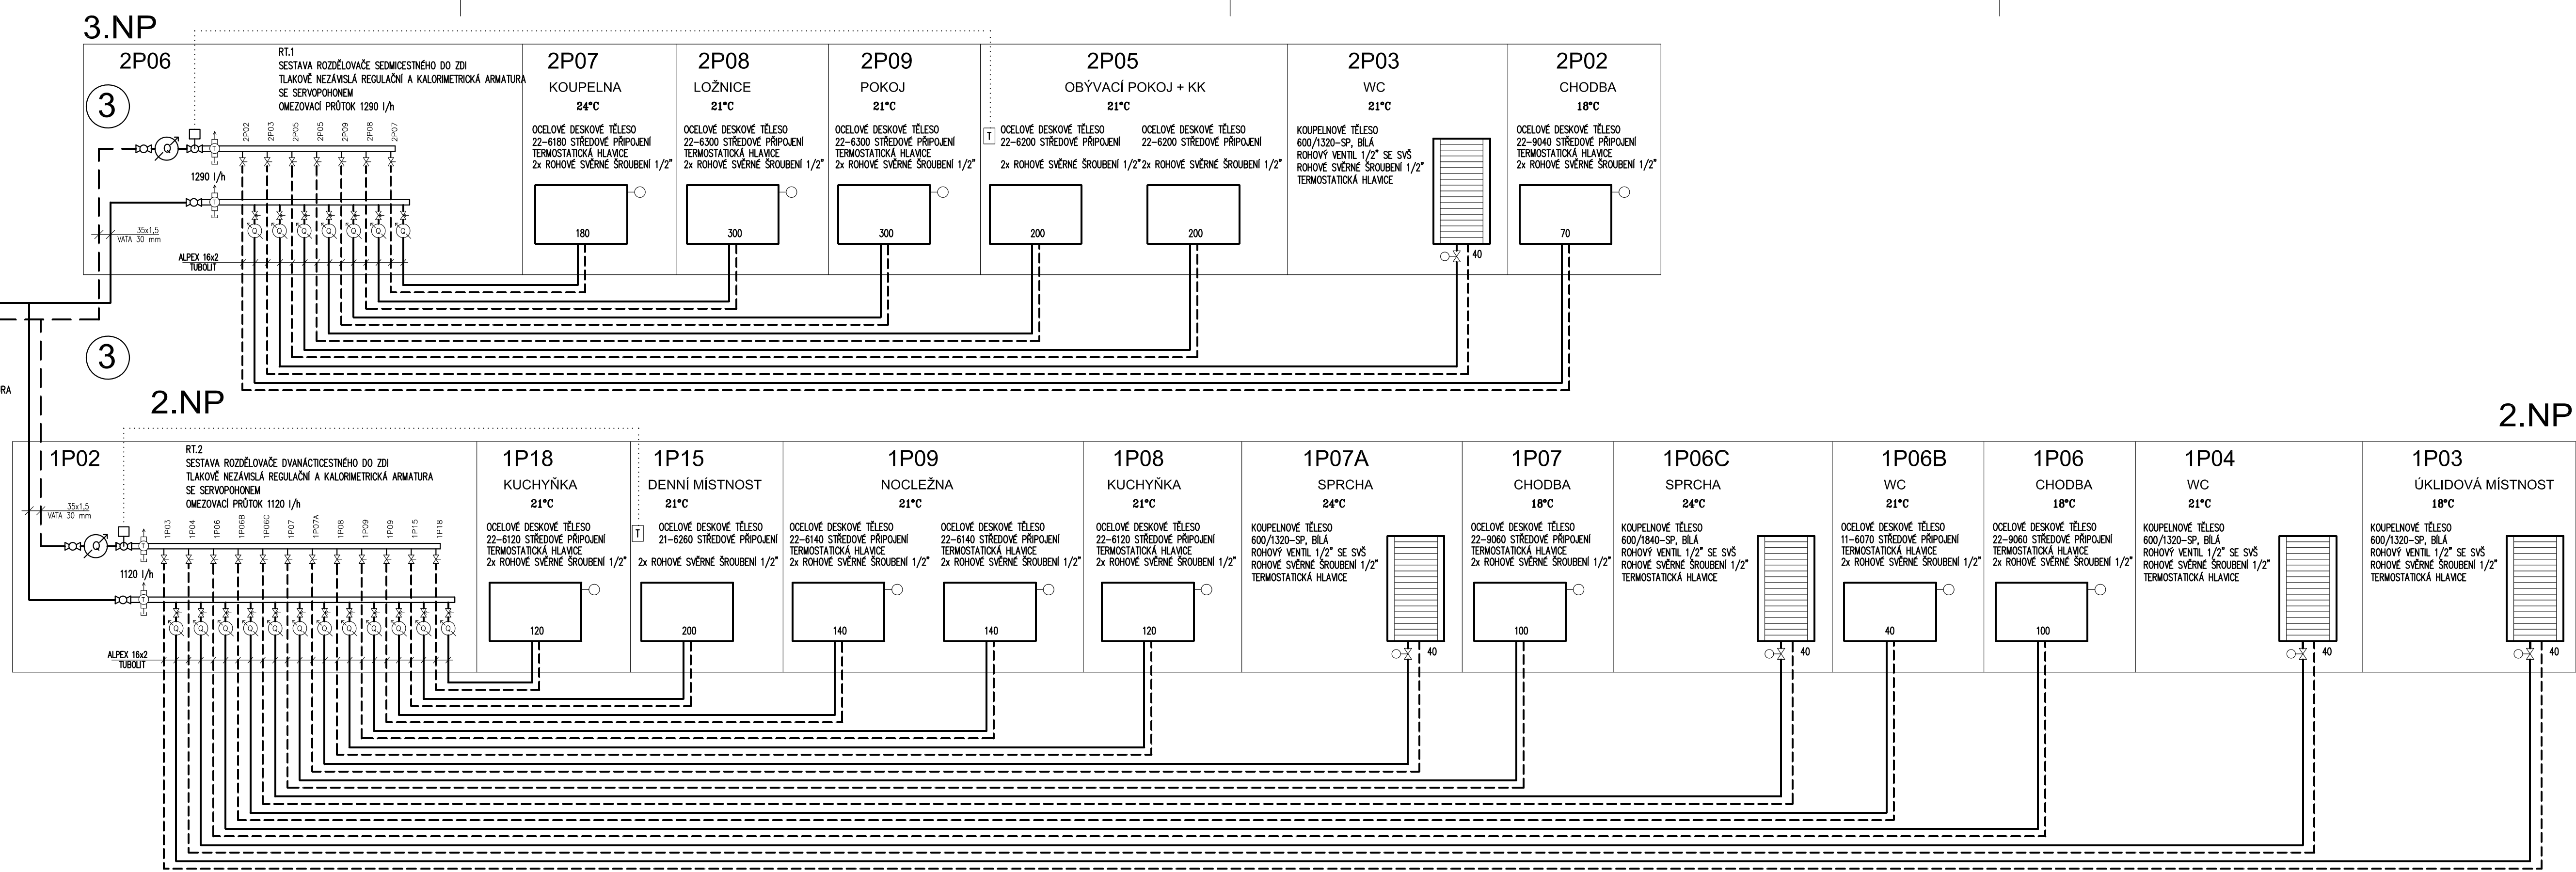 3.NP
2P06
3
RT.1
SESTAVA ROZDĚLOVAČE SEDMICESTNÉHO DO ZDI
TLAKOVĚ NEZÁVISLÁ REGULAČNÍ A KALORIMETRICKÁ ARMATURA
SE SERVOPOHONEM
OMEZOVACÍ PRŮTOK 1290 l/h
2P02
2P03
2P05
2P05
2P09
2P08
2P07
Q
T
1290 l/h
T
Q
Q
Q
Q
Q
Q
Q
35x1,5
VATA 30 mm
ALPEX 16x2
TUBOLIT
2P07
KOUPELNA
24°C
OCELOVÉ DESKOVÉ TĚLESO
22-6180 STŘEDOVÉ PŘIPOJENÍ
TERMOSTATICKÁ HLAVICE
2x ROHOVÉ SVĚRNÉ ŠROUBENÍ 1/2"
180
2P08
LOŽNICE
21°C
OCELOVÉ DESKOVÉ TĚLESO
22-6300 STŘEDOVÉ PŘIPOJENÍ
TERMOSTATICKÁ HLAVICE
2x ROHOVÉ SVĚRNÉ ŠROUBENÍ 1/2"
300
2P09
POKOJ
21°C
OCELOVÉ DESKOVÉ TĚLESO
22-6300 STŘEDOVÉ PŘIPOJENÍ
TERMOSTATICKÁ HLAVICE
2x ROHOVÉ SVĚRNÉ ŠROUBENÍ 1/2"
300
2P05
OBÝVACÍ POKOJ + KK
21°C
T
OCELOVÉ DESKOVÉ TĚLESO
22-6200 STŘEDOVÉ PŘIPOJENÍ
2x ROHOVÉ SVĚRNÉ ŠROUBENÍ 1/2"
200
OCELOVÉ DESKOVÉ TĚLESO
22-6200 STŘEDOVÉ PŘIPOJENÍ
2x ROHOVÉ SVĚRNÉ ŠROUBENÍ 1/2"
200
2P03
WC
21°C
KOUPELNOVÉ TĚLESO
600/1320-SP, BÍLÁ
ROHOVÝ VENTIL 1/2" SE SVŠ
ROHOVÉ SVĚRNÉ ŠROUBENÍ 1/2"
TERMOSTATICKÁ HLAVICE
40
2P02
CHODBA
18°C
OCELOVÉ DESKOVÉ TĚLESO
22-9040 STŘEDOVÉ PŘIPOJENÍ
TERMOSTATICKÁ HLAVICE
2x ROHOVÉ SVĚRNÉ ŠROUBENÍ 1/2"
70
3
RA
2.NP
2.NP
1P02
RT.2
SESTAVA ROZDĚLOVAČE DVANÁCTICESTNÉHO DO ZDI
TLAKOVĚ NEZÁVISLÁ REGULAČNÍ A KALORIMETRICKÁ ARMATURA
SE SERVOPOHONEM
OMEZOVACÍ PRŮTOK 1120 l/h
35x1,5
VATA 30 mm
1P03
1P04
1P06
1P06B
1P06C
1P07
1P07A
1P08
1P09
1P09
1P15
1P18
Q
T
1120 l/h
T
Q
Q
Q
Q
Q
Q
Q
Q
Q
Q
Q
Q
ALPEX 16x2
TUBOLIT
1P18
KUCHYŇKA
21°C
OCELOVÉ DESKOVÉ TĚLESO
22-6120 STŘEDOVÉ PŘIPOJENÍ
TERMOSTATICKÁ HLAVICE
2x ROHOVÉ SVĚRNÉ ŠROUBENÍ 1/2"
120
1P15
DENNÍ MÍSTNOST
21°C
T
OCELOVÉ DESKOVÉ TĚLESO
21-6260 STŘEDOVÉ PŘIPOJENÍ
2x ROHOVÉ SVĚRNÉ ŠROUBENÍ 1/2"
200
1P09
NOCLEŽNA
21°C
OCELOVÉ DESKOVÉ TĚLESO
22-6140 STŘEDOVÉ PŘIPOJENÍ
TERMOSTATICKÁ HLAVICE
2x ROHOVÉ SVĚRNÉ ŠROUBENÍ 1/2"
140
OCELOVÉ DESKOVÉ TĚLESO
22-6140 STŘEDOVÉ PŘIPOJENÍ
TERMOSTATICKÁ HLAVICE
2x ROHOVÉ SVĚRNÉ ŠROUBENÍ 1/2"
140
1P08
KUCHYŇKA
21°C
OCELOVÉ DESKOVÉ TĚLESO
22-6120 STŘEDOVÉ PŘIPOJENÍ
TERMOSTATICKÁ HLAVICE
2x ROHOVÉ SVĚRNÉ ŠROUBENÍ 1/2"
120
1P07A
SPRCHA
24°C
KOUPELNOVÉ TĚLESO
600/1320-SP, BÍLÁ
ROHOVÝ VENTIL 1/2" SE SVŠ
ROHOVÉ SVĚRNÉ ŠROUBENÍ 1/2"
TERMOSTATICKÁ HLAVICE
40
1P07
CHODBA
18°C
OCELOVÉ DESKOVÉ TĚLESO
22-9060 STŘEDOVÉ PŘIPOJENÍ
TERMOSTATICKÁ HLAVICE
2x ROHOVÉ SVĚRNÉ ŠROUBENÍ 1/2"
100
1P06C
SPRCHA
24°C
KOUPELNOVÉ TĚLESO
600/1840-SP, BÍLÁ
ROHOVÝ VENTIL 1/2" SE SVŠ
ROHOVÉ SVĚRNÉ ŠROUBENÍ 1/2"
TERMOSTATICKÁ HLAVICE
40
1P06B
WC
21°C
OCELOVÉ DESKOVÉ TĚLESO
11-6070 STŘEDOVÉ PŘIPOJENÍ
TERMOSTATICKÁ HLAVICE
2x ROHOVÉ SVĚRNÉ ŠROUBENÍ 1/2"
40
1P06
CHODBA
18°C
OCELOVÉ DESKOVÉ TĚLESO
22-9060 STŘEDOVÉ PŘIPOJENÍ
TERMOSTATICKÁ HLAVICE
2x ROHOVÉ SVĚRNÉ ŠROUBENÍ 1/2"
100
1P04
WC
21°C
KOUPELNOVÉ TĚLESO
600/1320-SP, BÍLÁ
ROHOVÝ VENTIL 1/2" SE SVŠ
ROHOVÉ SVĚRNÉ ŠROUBENÍ 1/2"
TERMOSTATICKÁ HLAVICE
40
1P03
ÚKLIDOVÁ MÍSTNOST
18°C
KOUPELNOVÉ TĚLESO
600/1320-SP, BÍLÁ
ROHOVÝ VENTIL 1/2" SE SVŠ
ROHOVÉ SVĚRNÉ ŠROUBENÍ 1/2"
TERMOSTATICKÁ HLAVICE
40